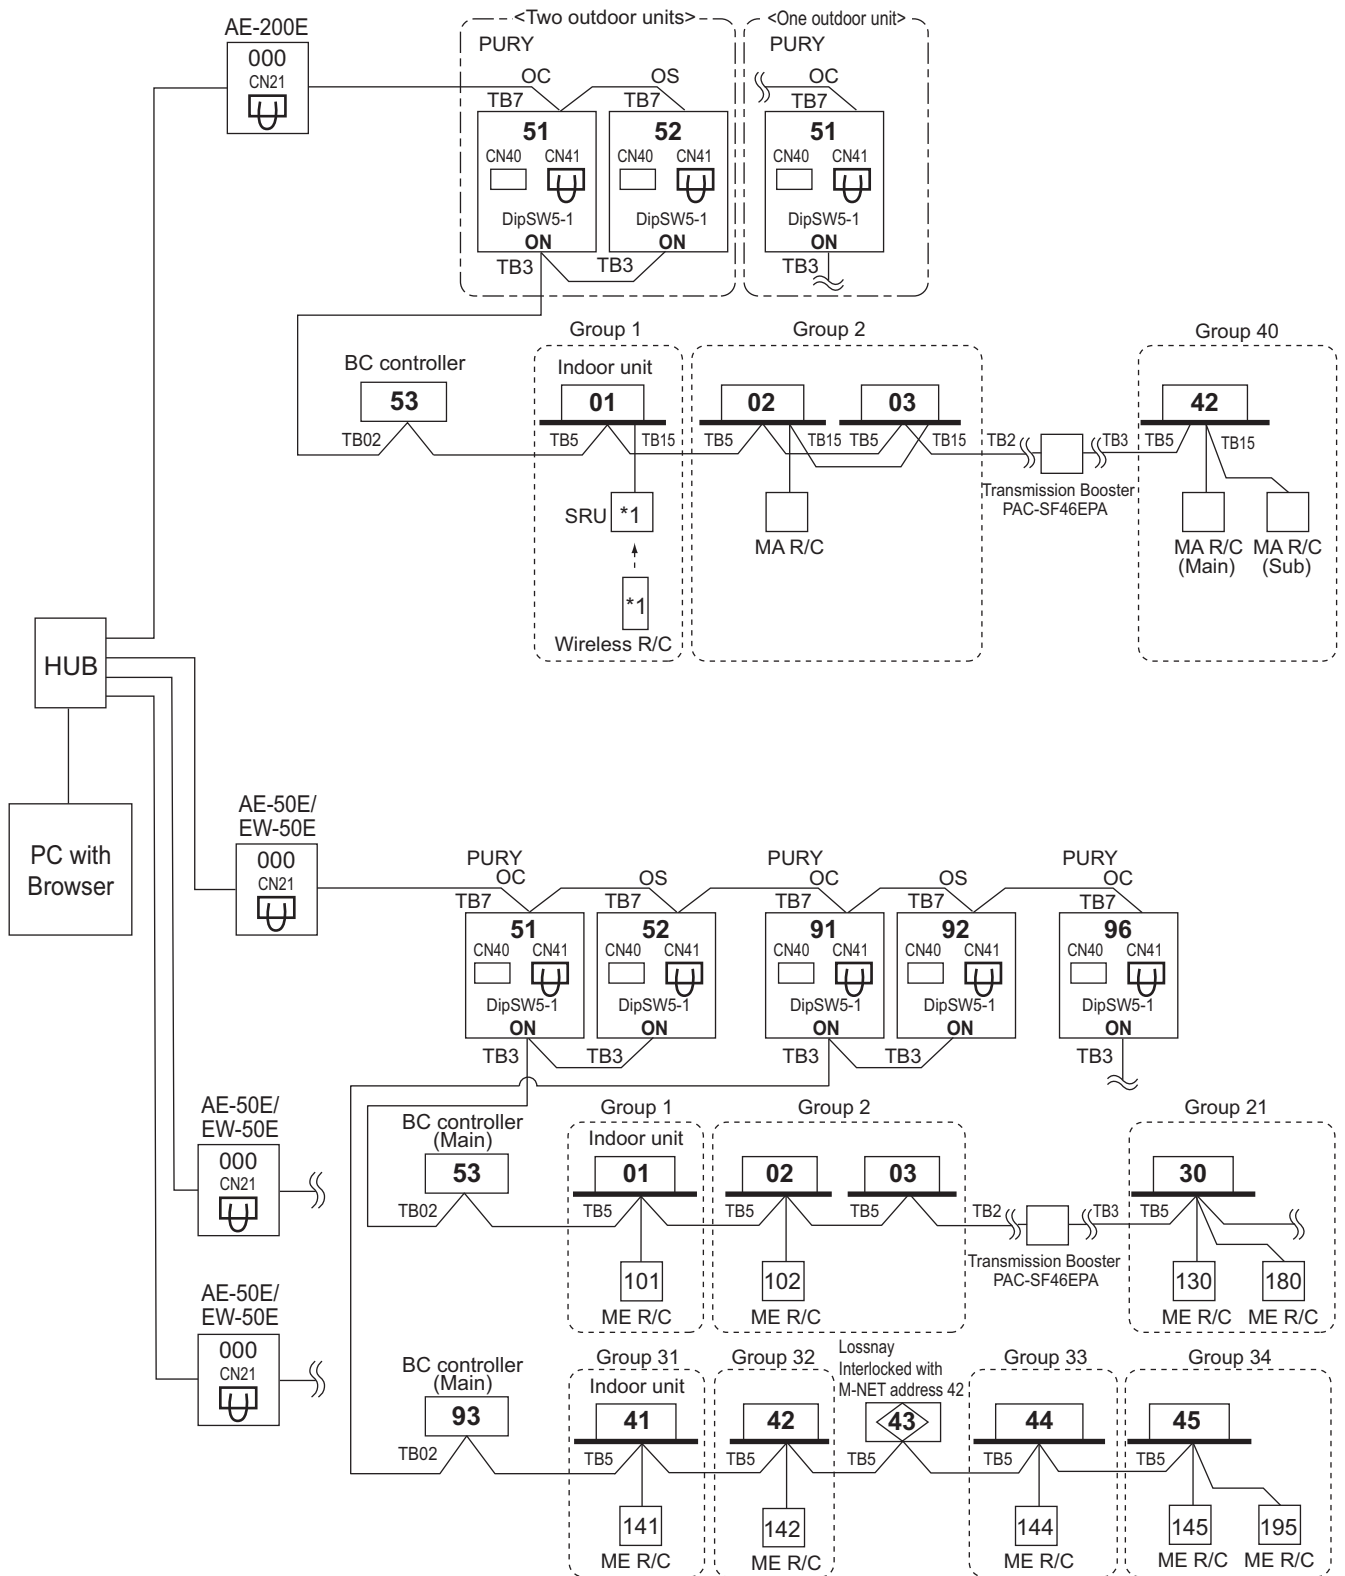 <Two outdoor units>
<One outdoor unit>
AE-200E
000
CN21
PURY
OC
OS
TB7
TB7
51
CN40 CN41
DipSW5-1
ON
52
CN40 CN41
DipSW5-1
ON
TB3
TB3
PURY
OC
TB7
51
CN40 CN41
DipSW5-1
ON
TB3
BC controller
53
TB02
Group 1
Indoor unit
01
TB5
TB15
SRU
*1
*1
Wireless R/C
Group 2
02
TB5
TB15
03
TB5
TB15
MA R/C
TB2
TB3
Transmission Booster
PAC-SF46EPA
Group 40
42
TB5
TB15
MA R/C
(Main)
MA R/C
(Sub)
HUB
PC with
Browser
AE-50E/
EW-50E
000
CN21
PURY
OC
OS
TB7
TB7
51
CN40 CN41
DipSW5-1
ON
52
CN40 CN41
DipSW5-1
ON
TB3
TB3
PURY
OC
OS
TB7
TB7
91
CN40 CN41
DipSW5-1
ON
92
CN40 CN41
DipSW5-1
ON
TB3
TB3
PURY
OC
TB7
96
CN40 CN41
DipSW5-1
ON
TB3
AE-50E/
EW-50E
000
CN21
BC controller
(Main)
53
TB02
Group 1
Indoor unit
01
TB5
101
ME R/C
Group 2
02
TB5
03
TB5
102
ME R/C
TB2
TB3
Transmission Booster
PAC-SF46EPA
Group 21
30
TB5
130
ME R/C
180
ME R/C
AE-50E/
EW-50E
000
CN21
BC controller
(Main)
93
TB02
Group 31
Indoor unit
41
TB5
141
ME R/C
Group 32
42
TB5
142
ME R/C
Lossnay
Interlocked with
M-NET address 42
43
TB5
Group 33
44
TB5
144
ME R/C
Group 34
45
TB5
145
ME R/C
195
ME R/C